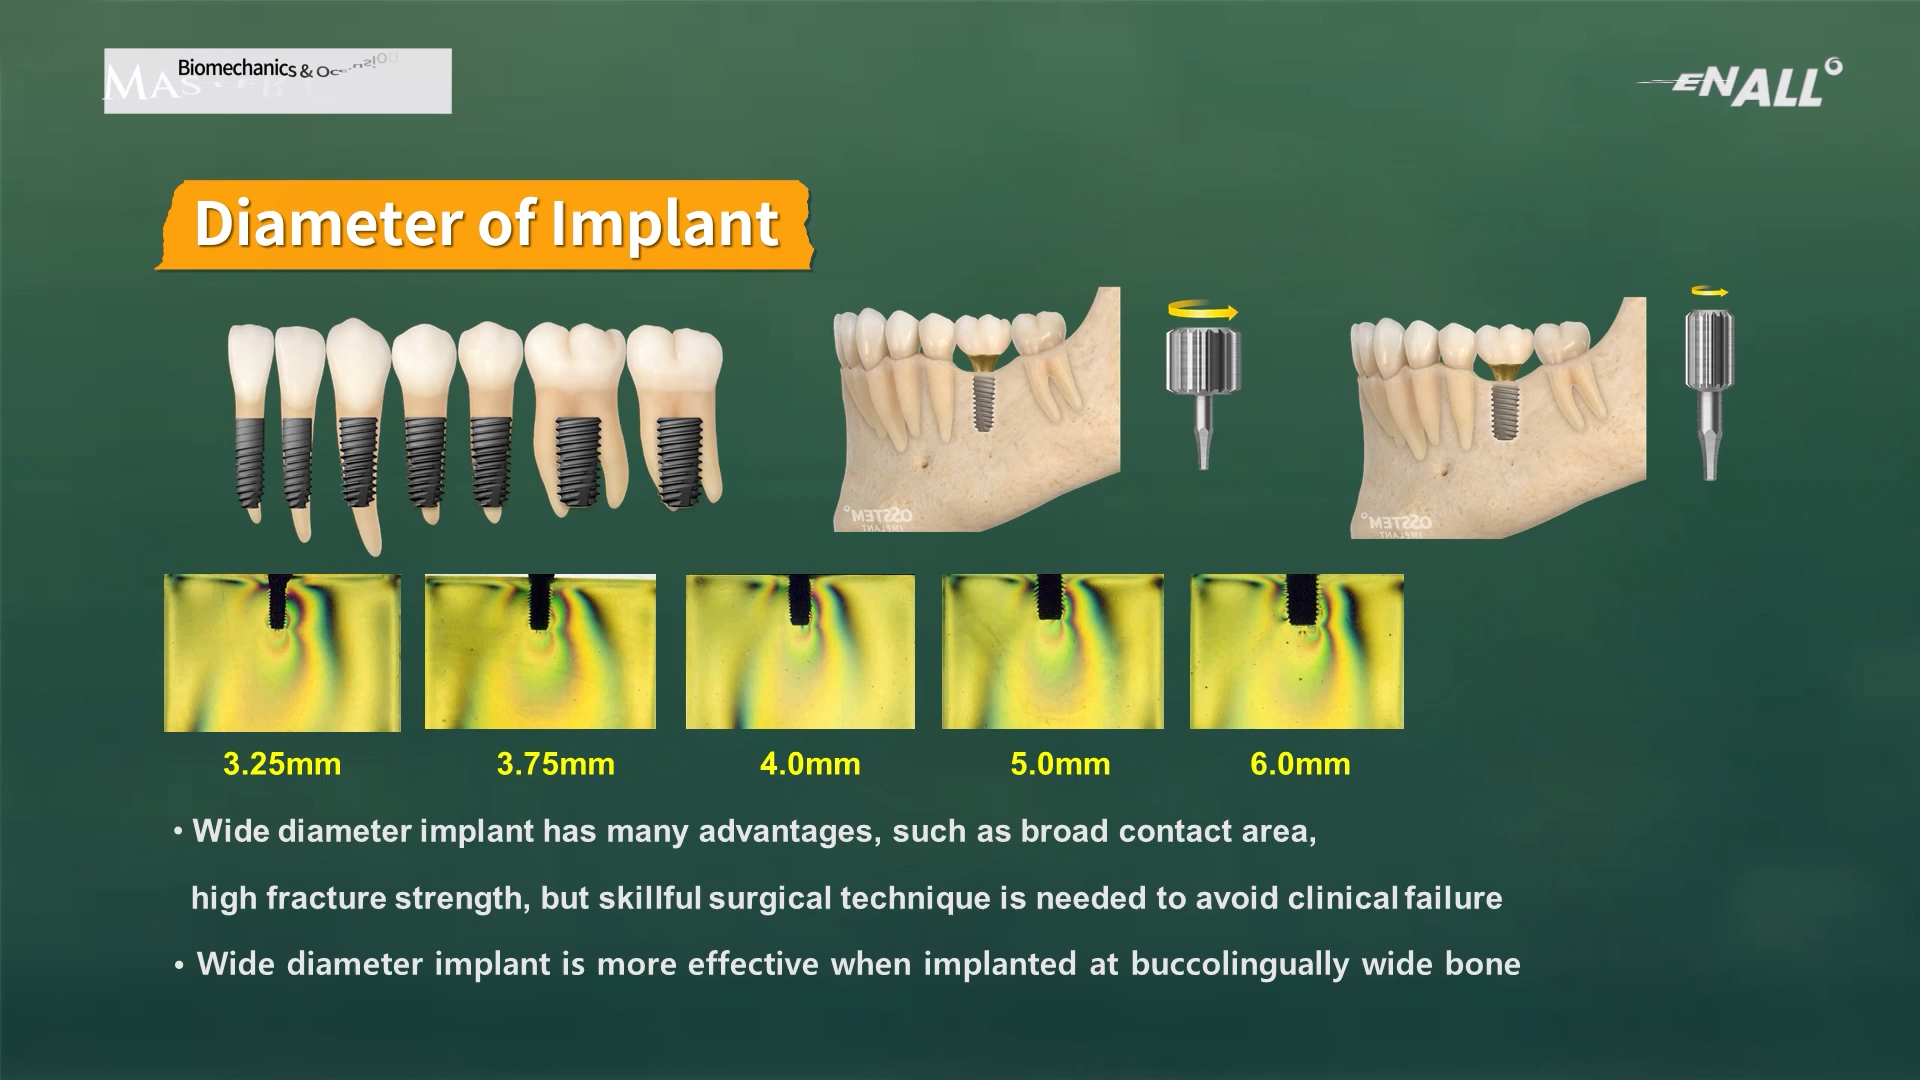 Biomechanics &
ENALL
Diameter of Implant
OSSTEM
IMPLANT
OSSTEM
IMPLANT
3.25mm
3.75mm
4.0mm
5.0mm
6.0mm
• Wide diameter implant has many advantages, such as broad contact area,
high fracture strength, but skillful surgical technique is needed to avoid clinical failure
• Wide diameter implant is more effective when implanted at buccolingually wide bone